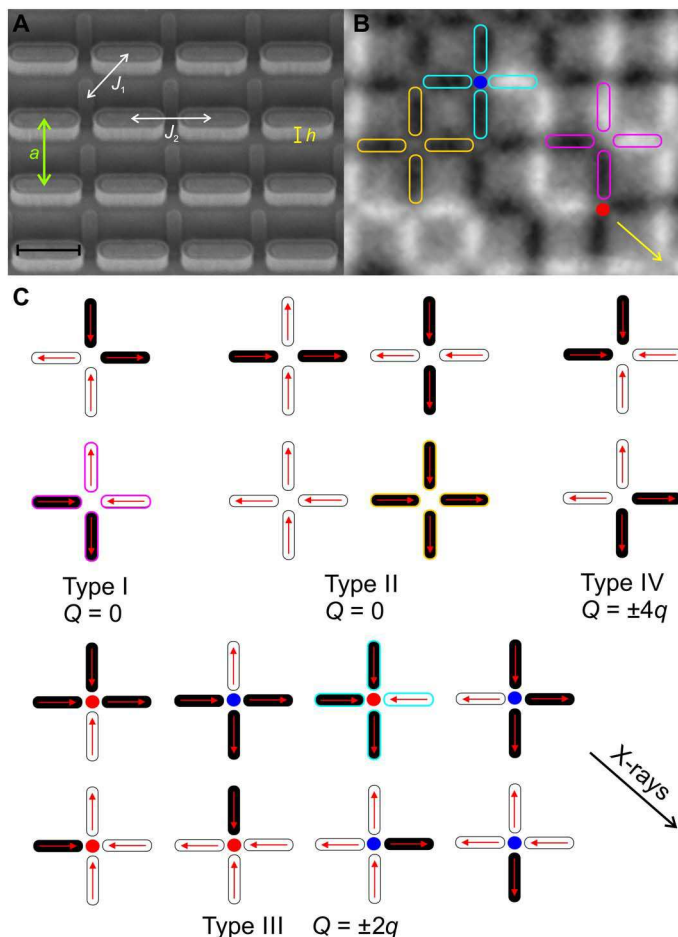 A
J₁
J₂
h
a
B
C
Type I
Q = 0
Type II
Q = 0
Type IV
Q = ±4q
X-rays
Type III Q = ±2q